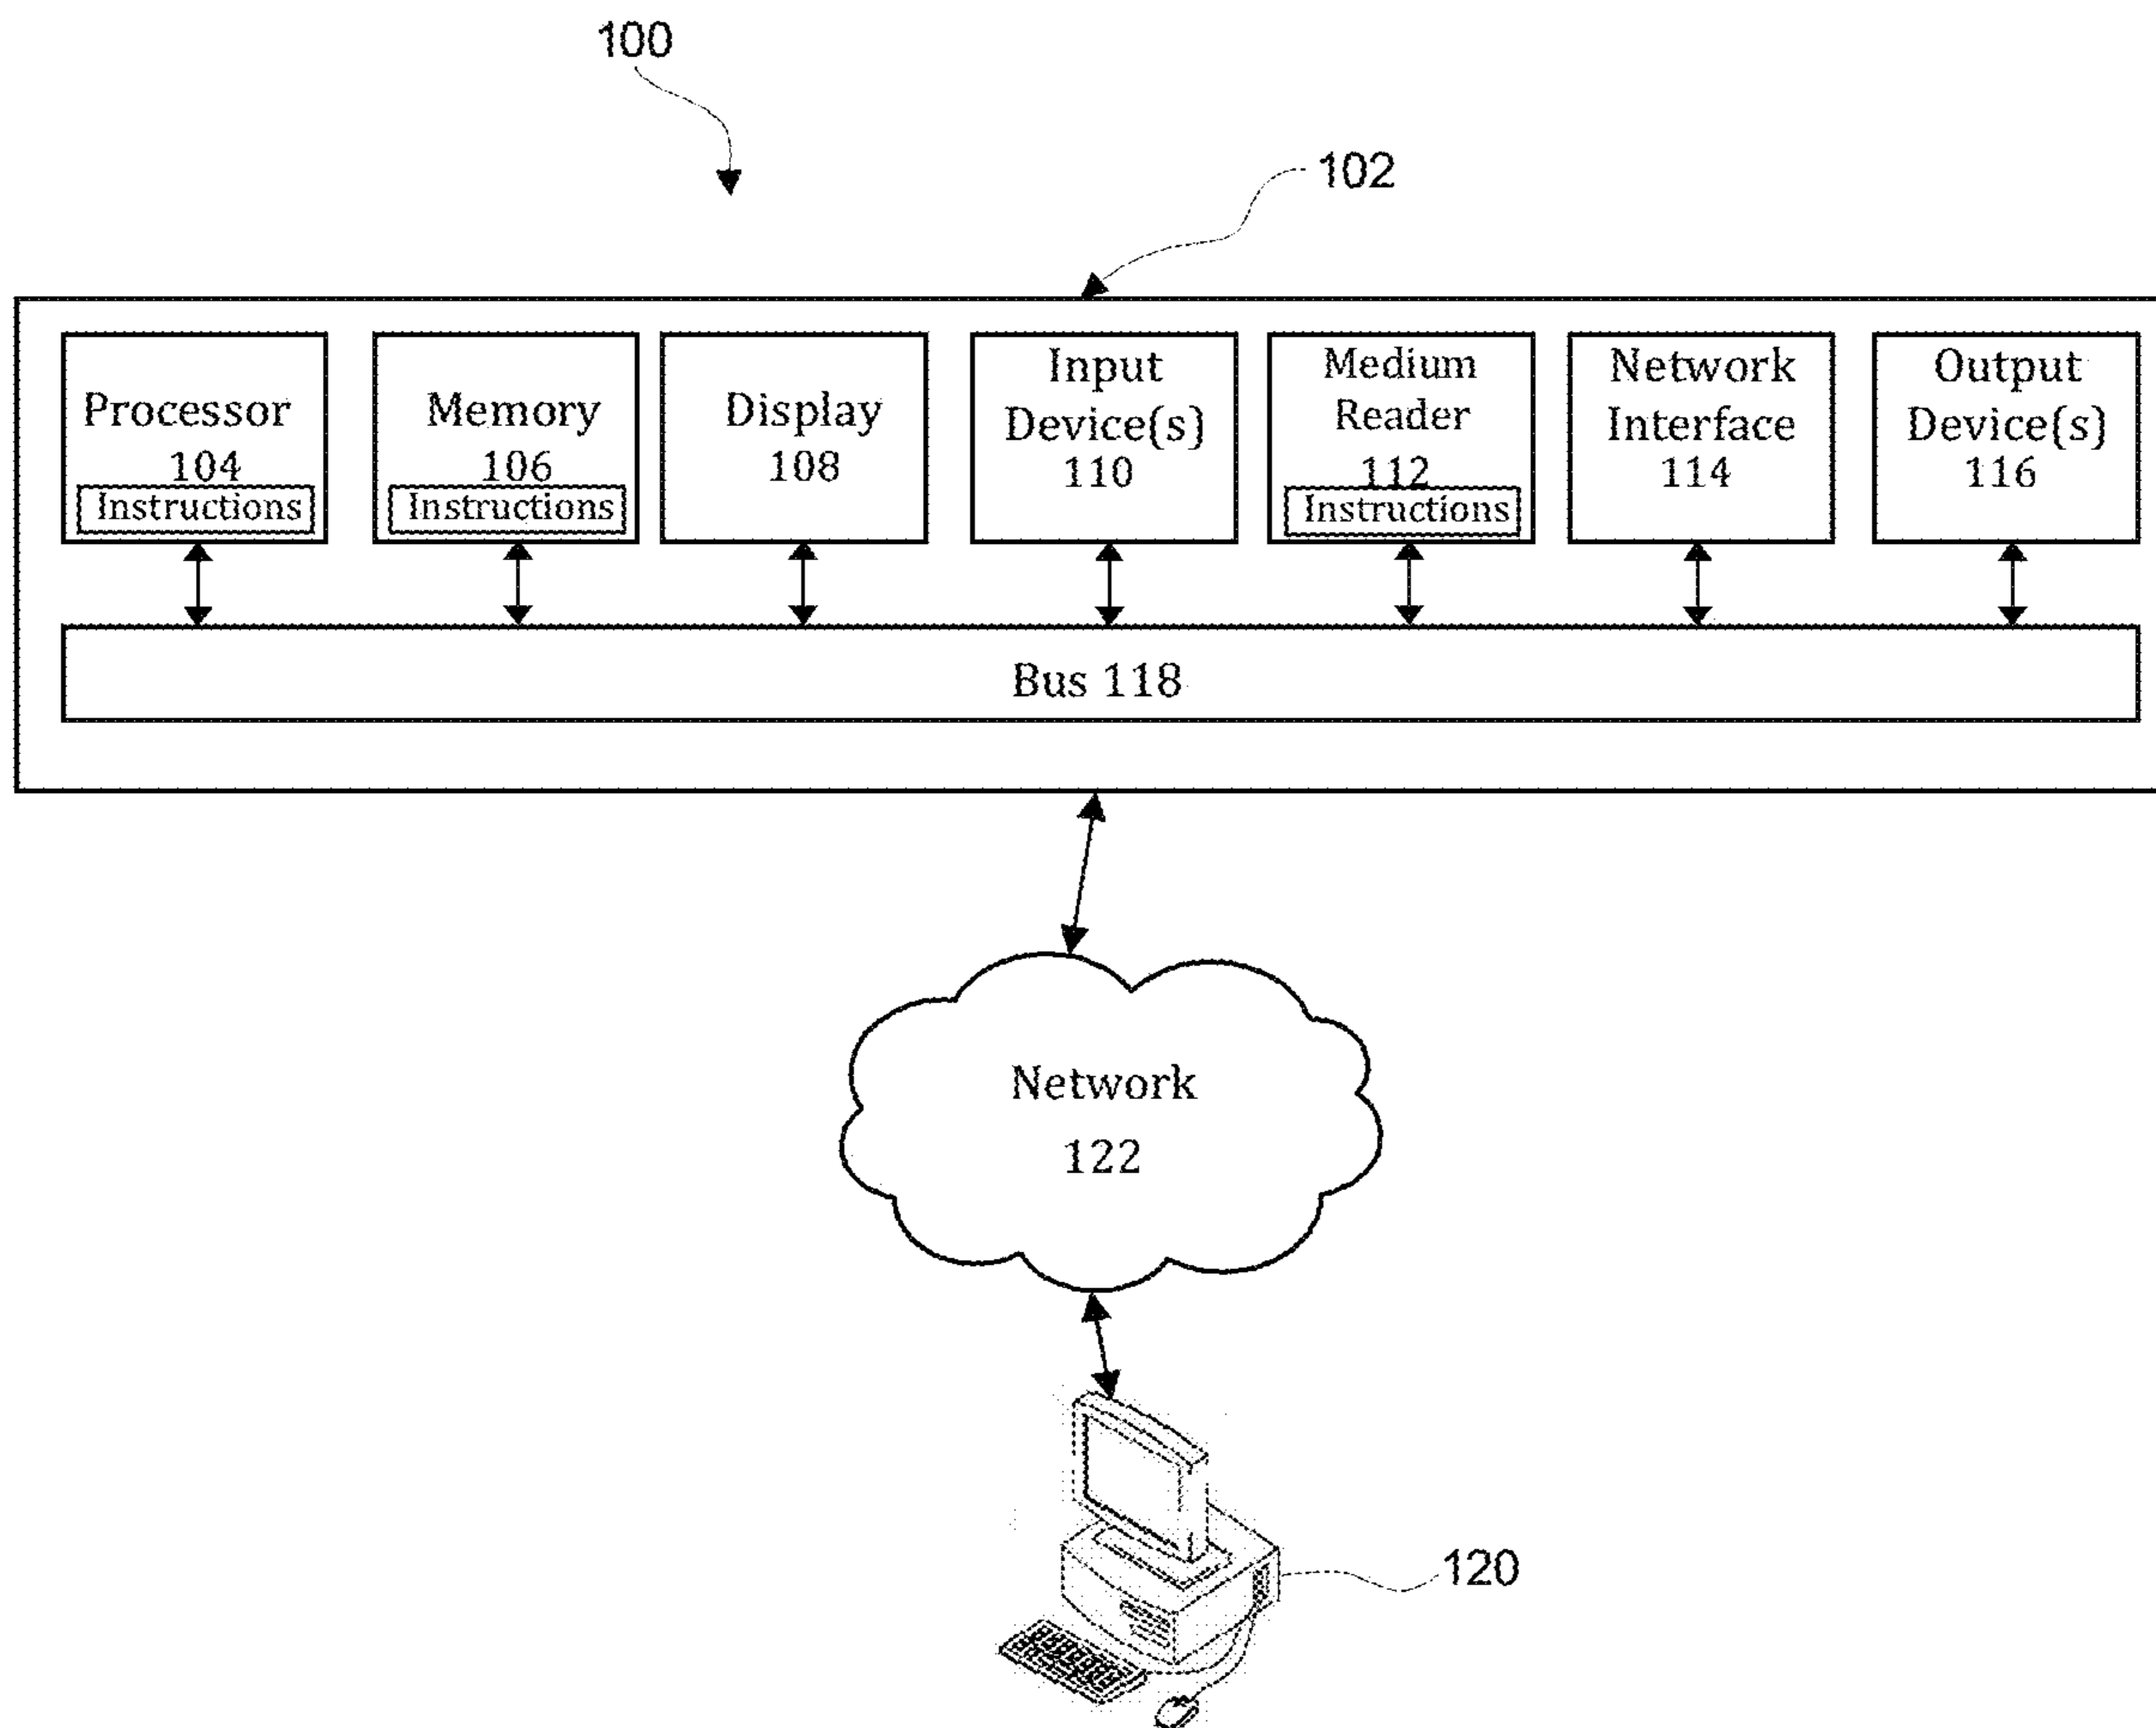 100
102
Processor
104
Instructions
Memory
106
Instructions
Display
108
Input
Device(s)
110
Medium
Reader
112
Instructions
Network
Interface
114
Output
Device(s)
116
Bus 118
Network
122
120